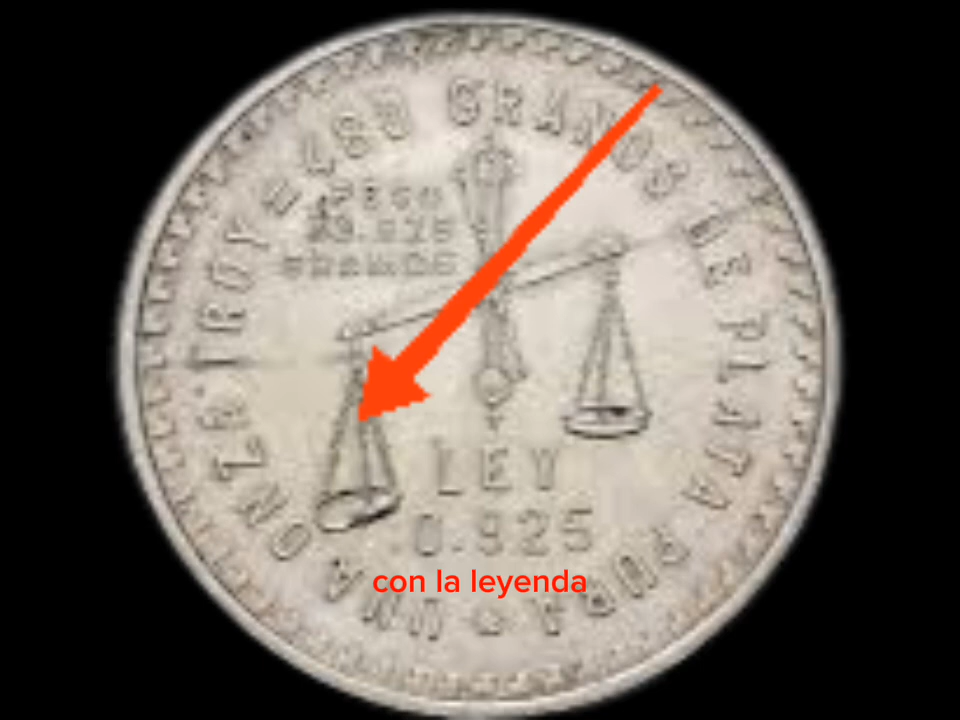 UNA ONZA TROY = 480 GRANOS DE PLATA PURA
PESO
33.625
GRAMOS
LEY
.0.925
con la leyenda